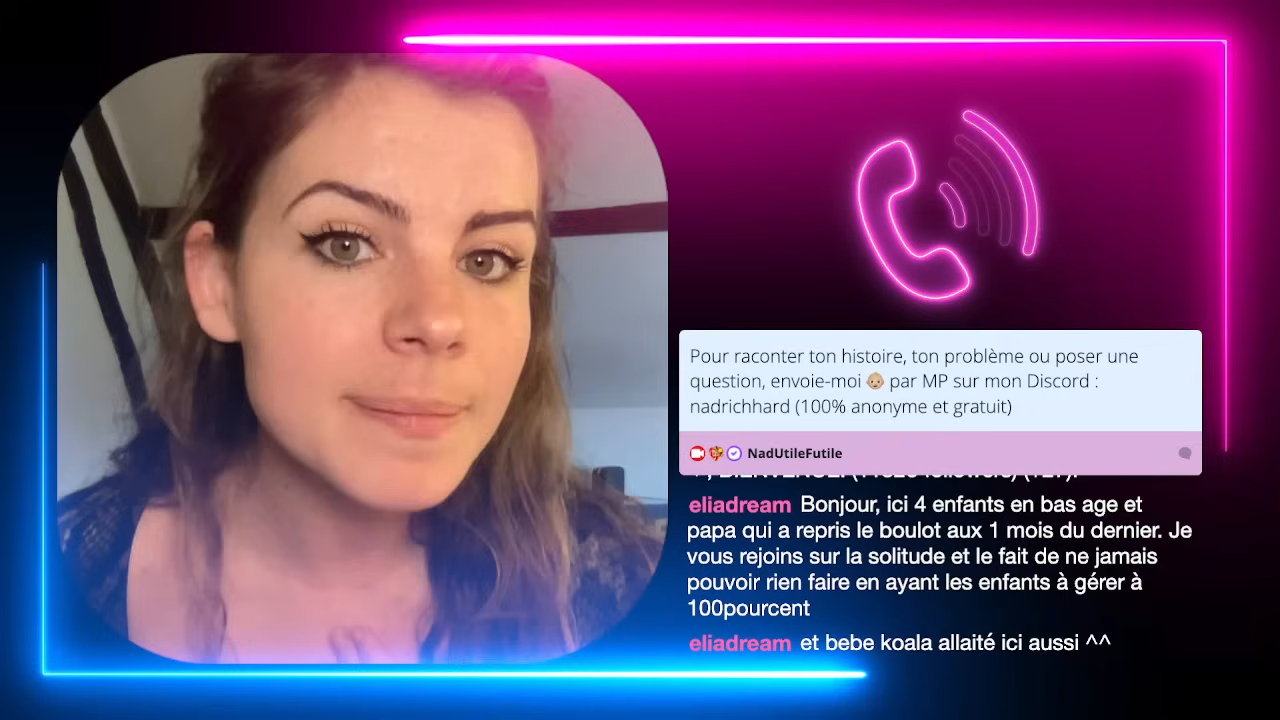 Pour raconter ton histoire, ton problème ou poser une
question, envoie-moi 👶🏼 par MP sur mon Discord :
nadrichhard (100% anonyme et gratuit)
NadUtileFutile
eliadream Bonjour, ici 4 enfants en bas age et
papa qui a repris le boulot aux 1 mois du dernier. Je
vous rejoins sur la solitude et le fait de ne jamais
pouvoir rien faire en ayant les enfants à gérer à
100pourcent
eliadream et bebe koala allaité ici aussi ^^